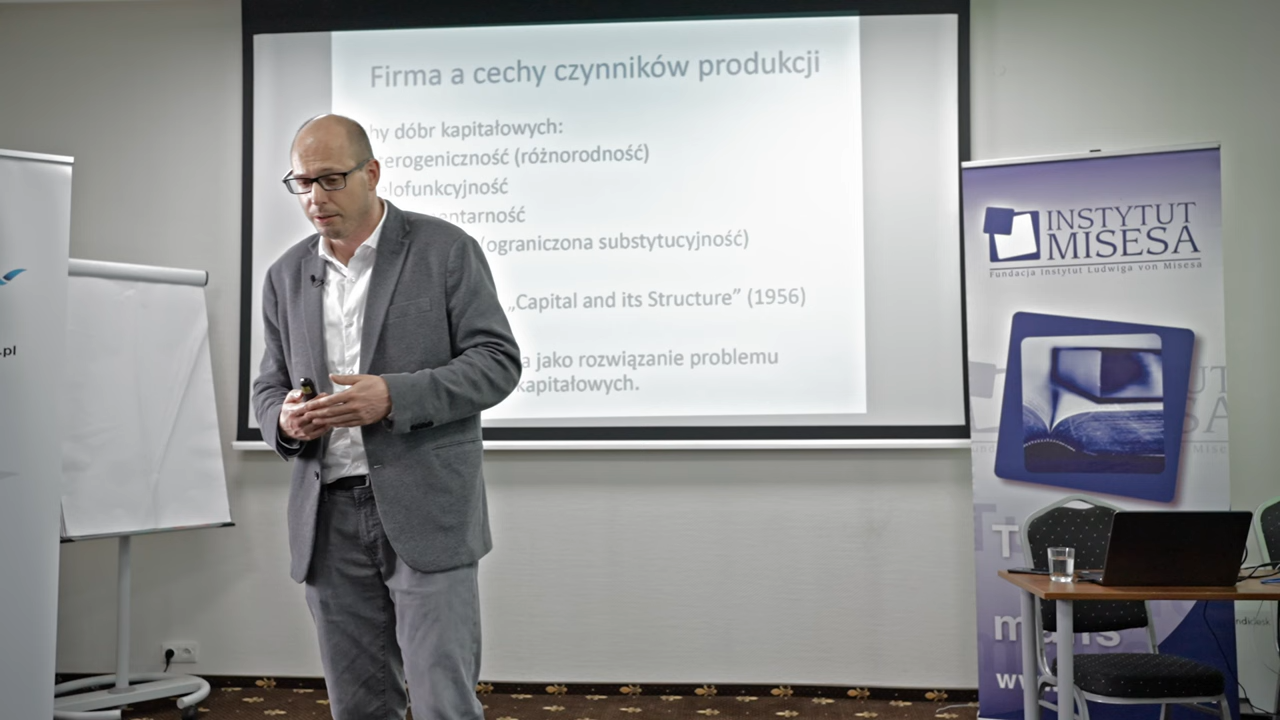 Firma a cechy czynników produkcji
hy dóbr kapitałowych:
erogeniczność (różnorodność)
elofunkcyjność
entarność
/ograniczona substytucyjność)
„Capital and its Structure” (1956)
a jako rozwiązanie problemu
kapitałowych.
INSTYTUT
MISESA
Fundacja Instytut Ludwiga von Misesa
.pl